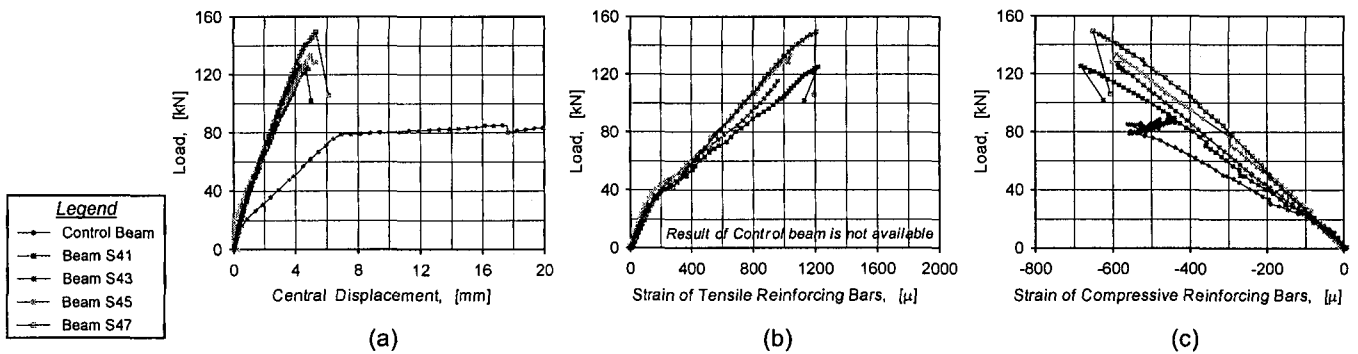 Legend
Control Beam
Beam S41
Beam S43
Beam S45
Beam S47
160
120
80
40
0
Load, [kN]
0 4 8 12 16 20
Central Displacement, [mm]
(a)
160
120
80
40
0
Load, [kN]
Result of Control beam is not available
0 400 800 1200 1600 2000
Strain of Tensile Reinforcing Bars, [μ]
(b)
160
120
80
40
0
Load, [kN]
-800 -600 -400 -200 0
Strain of Compressive Reinforcing Bars, [μ]
(c)